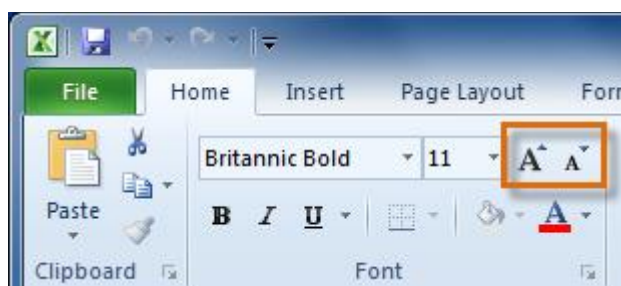 File Home Insert Page Layout Forr
Britannic Bold 11 A A
Paste B I U A
Clipboard Font